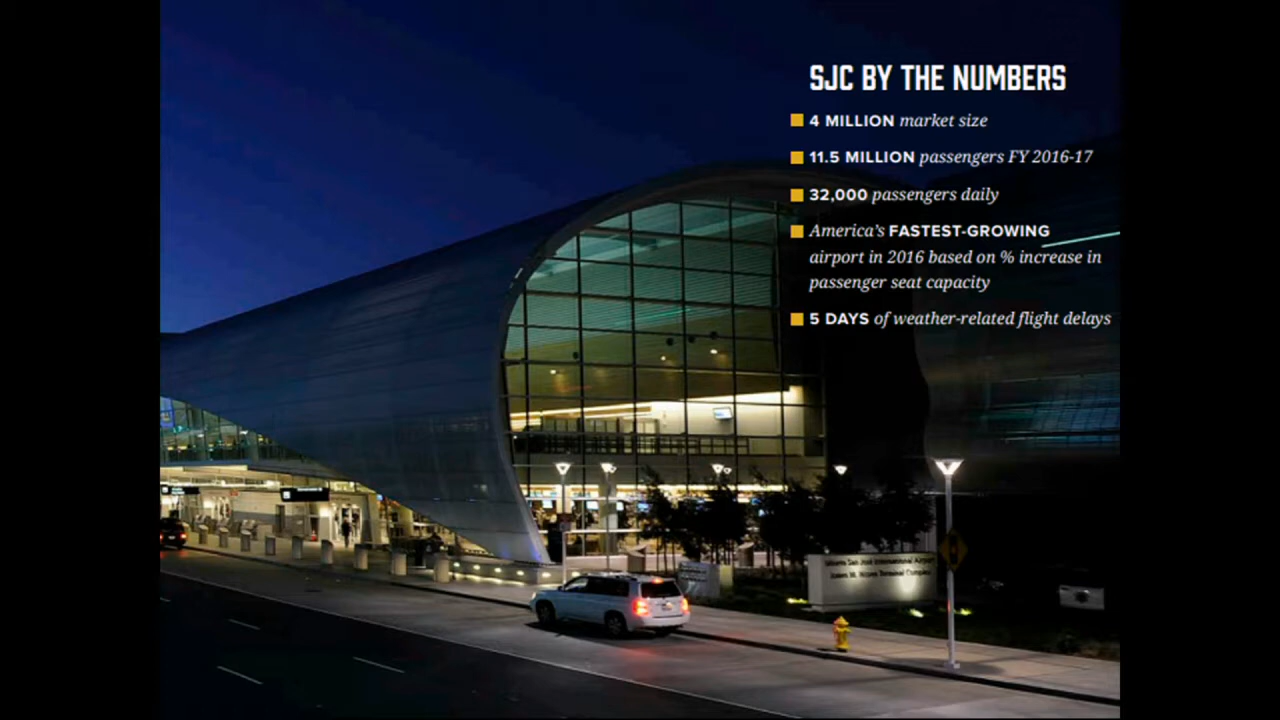 SJC BY THE NUMBERS
4 MILLION market size
11.5 MILLION passengers FY 2016-17
32,000 passengers daily
America's FASTEST-GROWING
airport in 2016 based on % increase in
passenger seat capacity
5 DAYS of weather-related flight delays